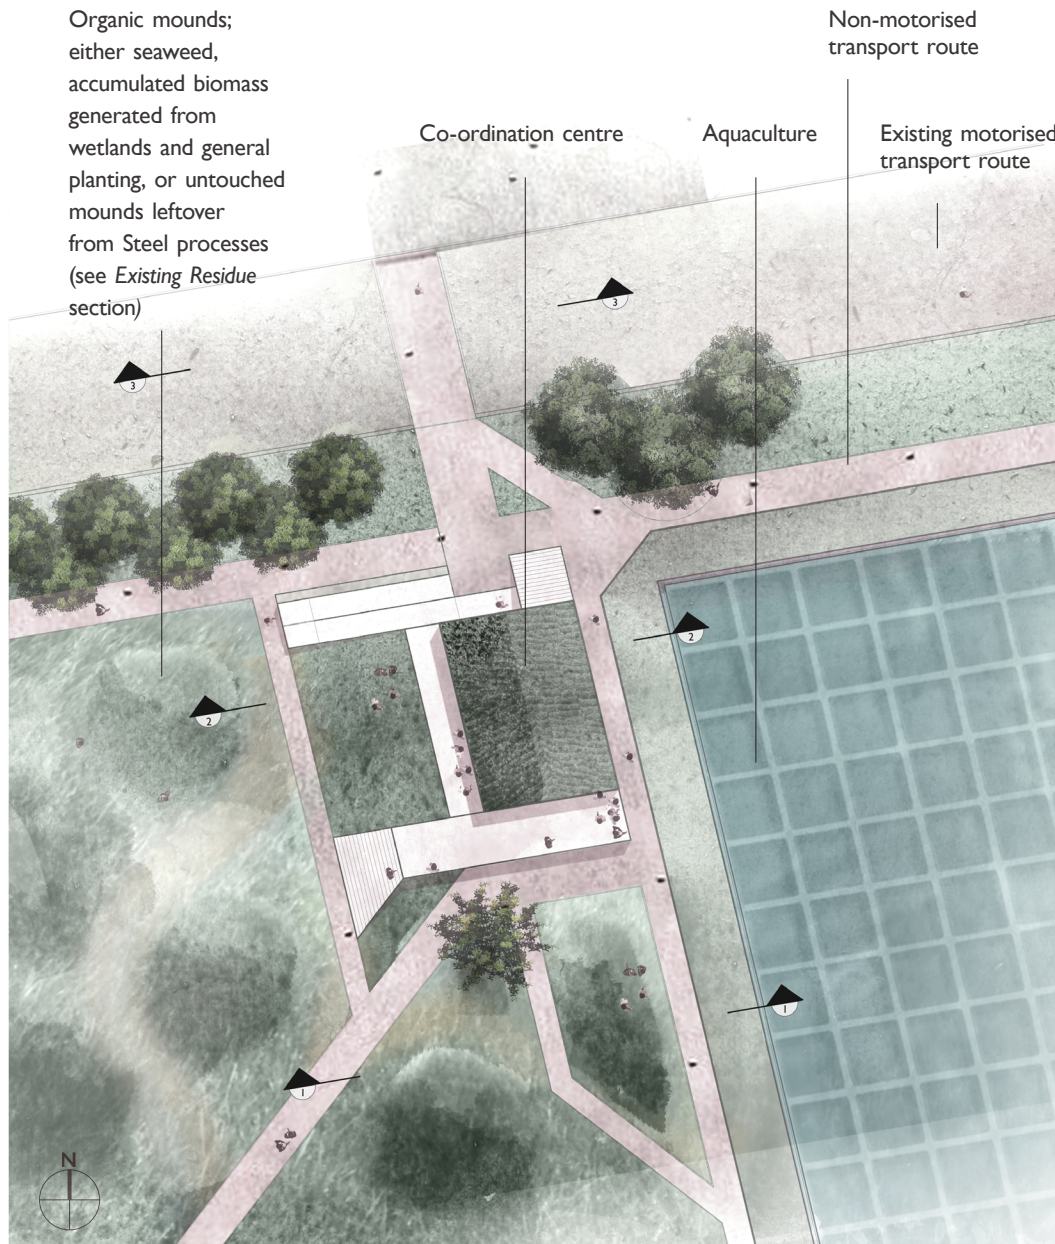 Organic mounds;
either seaweed,
accumulated biomass
generated from
wetlands and general
planting, or untouched
mounds leftover
from Steel processes
(see Existing Residue
section)
Non-motorised
transport route
Co-ordination centre
Aquaculture
Existing motorised
transport route
3
3
2
2
1
1
N